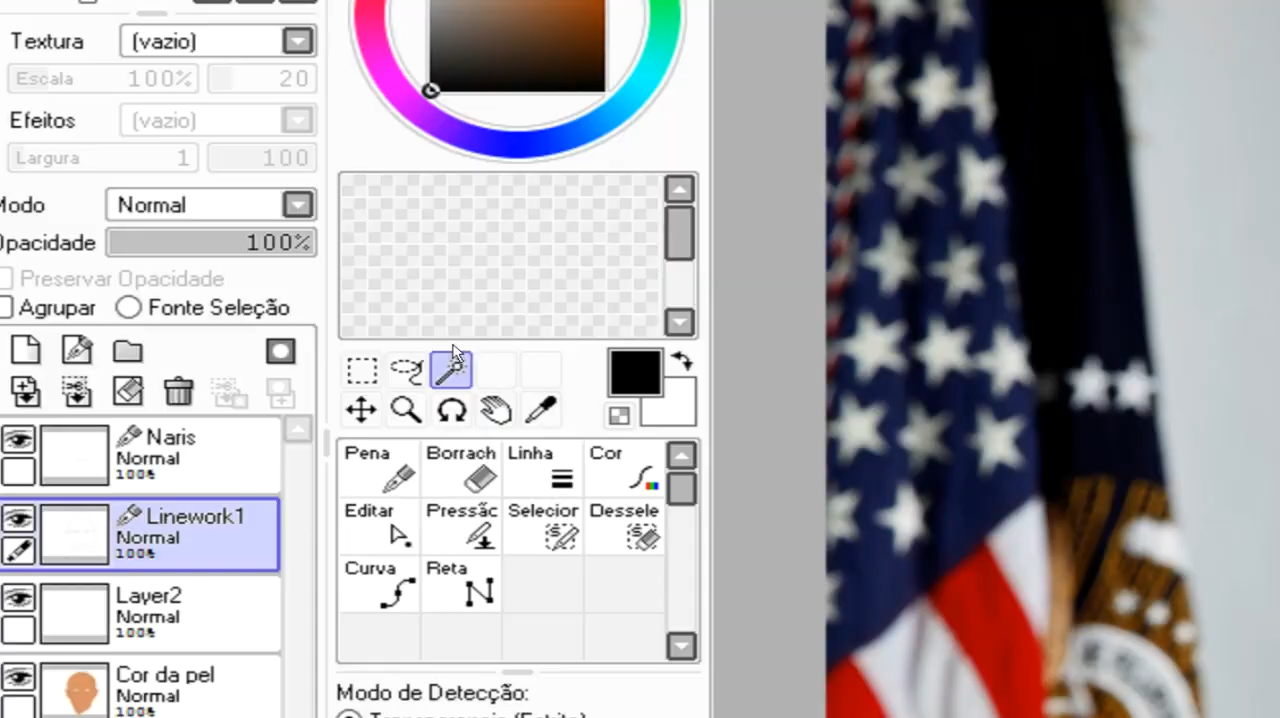 Textura
(vazio)
Escala 100% 20
Efeitos
(vazio)
Largura 1 100
Modo
Normal
Opacidade 100%
Preservar Opacidade
Agrupar Fonte Seleção
Naris
Normal
100%
Linework1
Normal
100%
Layer2
Normal
100%
Cor da pel
Normal
100%
Pena Borrach Linha Cor
Editar Pressãc Selecior Dessele
Curva Reta
Modo de Detecção: